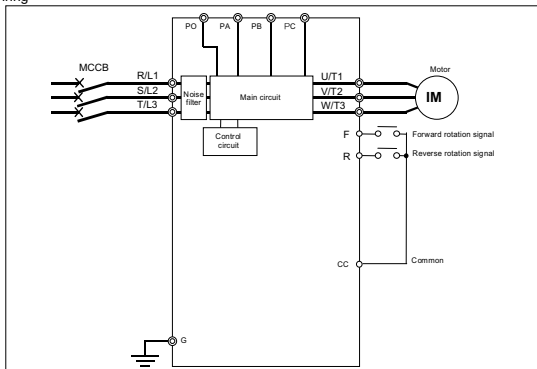 PO PA PB PC
MCCB
R/L1
S/L2
T/L3
Noise
filter
Main circuit
Control
circuit
U/T1
V/T2
W/T3
Motor
IM
F
Forward rotation signal
R
Reverse rotation signal
CC
Common
G